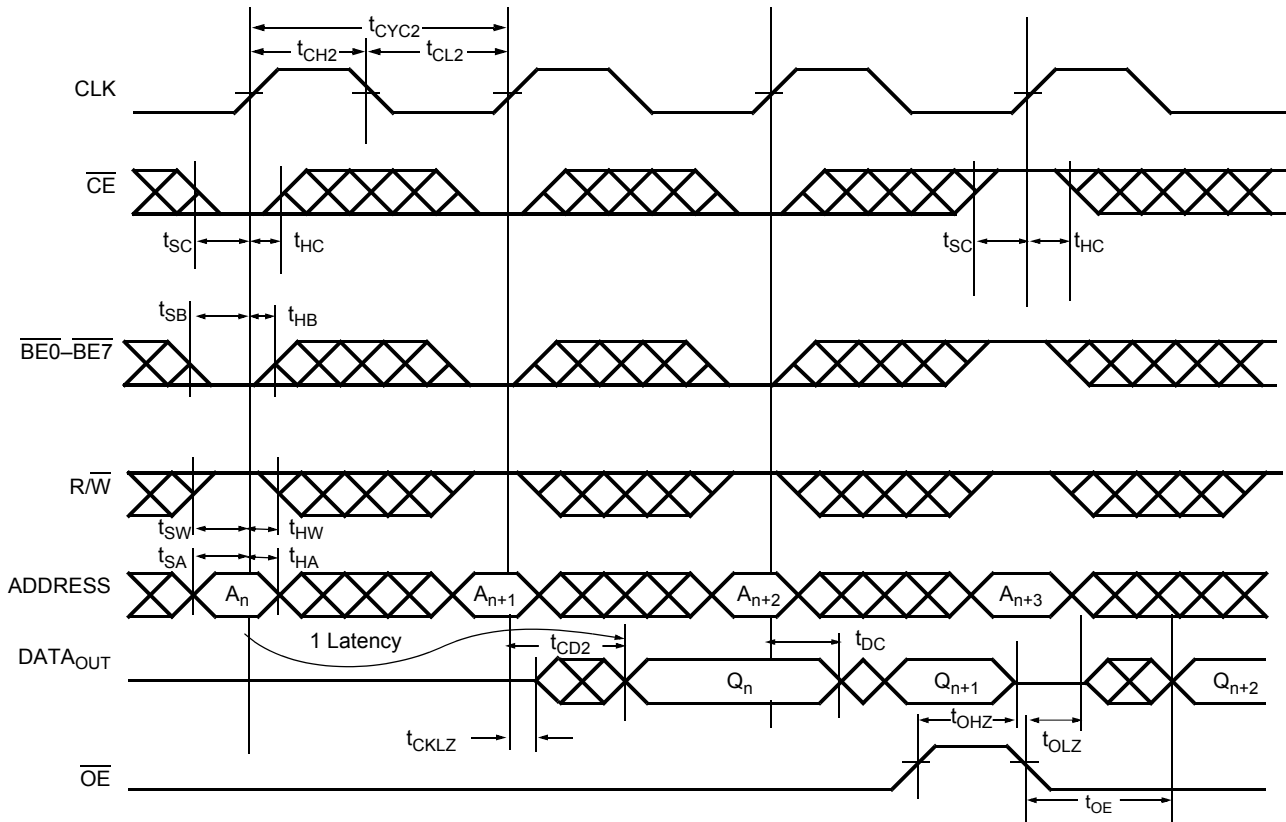 tCYC2
tCH2 tCL2
CLK
CE
tSC tHC tSC tHC
tSB tHB
BE0–BE7
R/W
tSW tHW
tSA tHA
ADDRESS An An+1 An+2 An+3
1 Latency tCD2 tDC
DATAOUT Qn Qn+1 Qn+2
tOHZ tOLZ
tCKLZ
OE
tOE